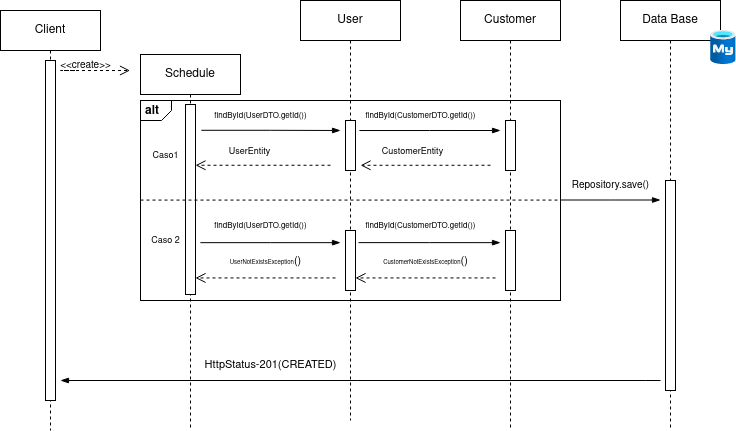 Client
User
Customer
Data Base
My
<<create>>
Schedule
alt
findById(UserDTO.getId())
findById(CustomerDTO.getId())
Caso1
UserEntity
CustomerEntity
Repository.save()
findById(UserDTO.getId())
findById(CustomerDTO.getId())
Caso 2
UserNotExistsException()
CustomerNotExistsException()
HttpStatus-201(CREATED)